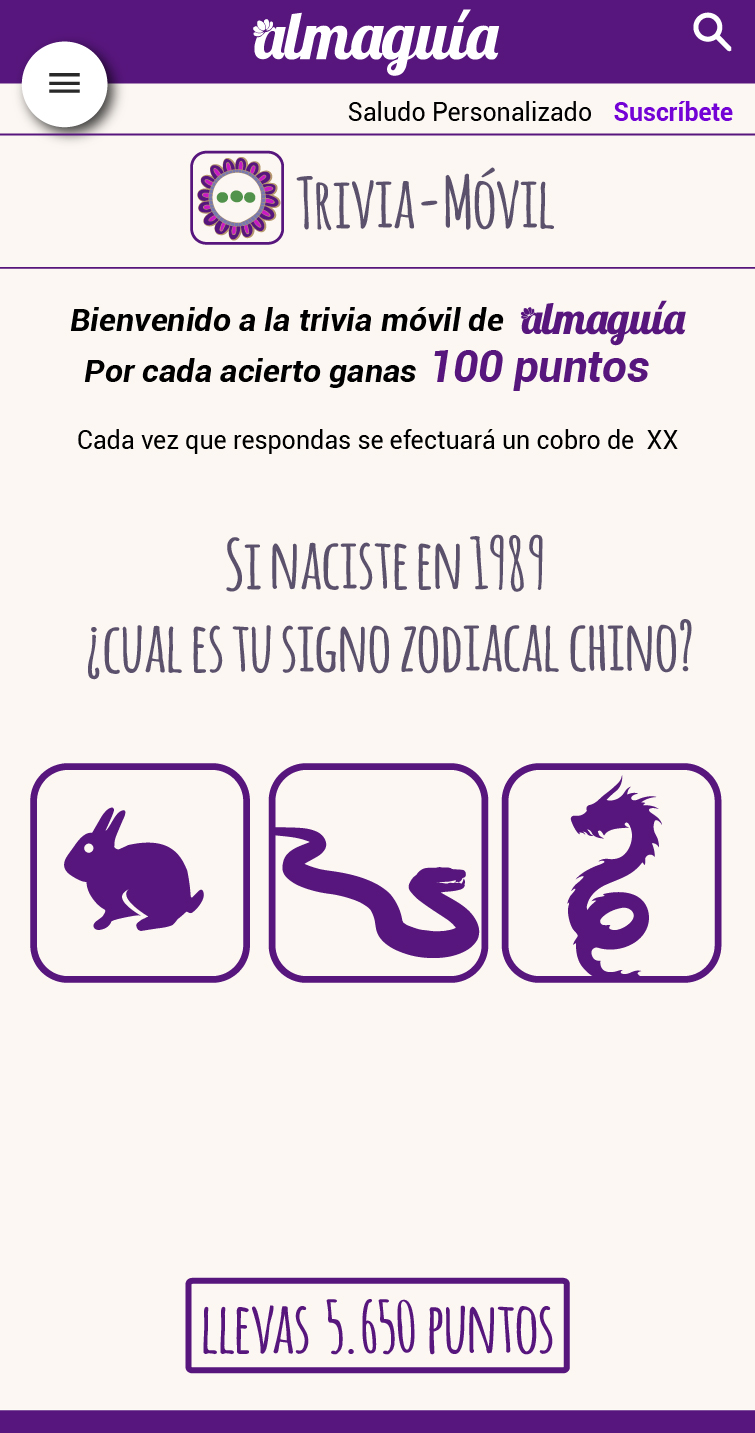 almaguía
Saludo Personalizado Suscríbete
Trivia-Móvil
Bienvenido a la trivia móvil de almaguía
Por cada acierto ganas 100 puntos
Cada vez que respondas se efectuará un cobro de XX
Si naciste en 1989
¿cual es tu signo zodiacal chino?
llevas 5.650 puntos